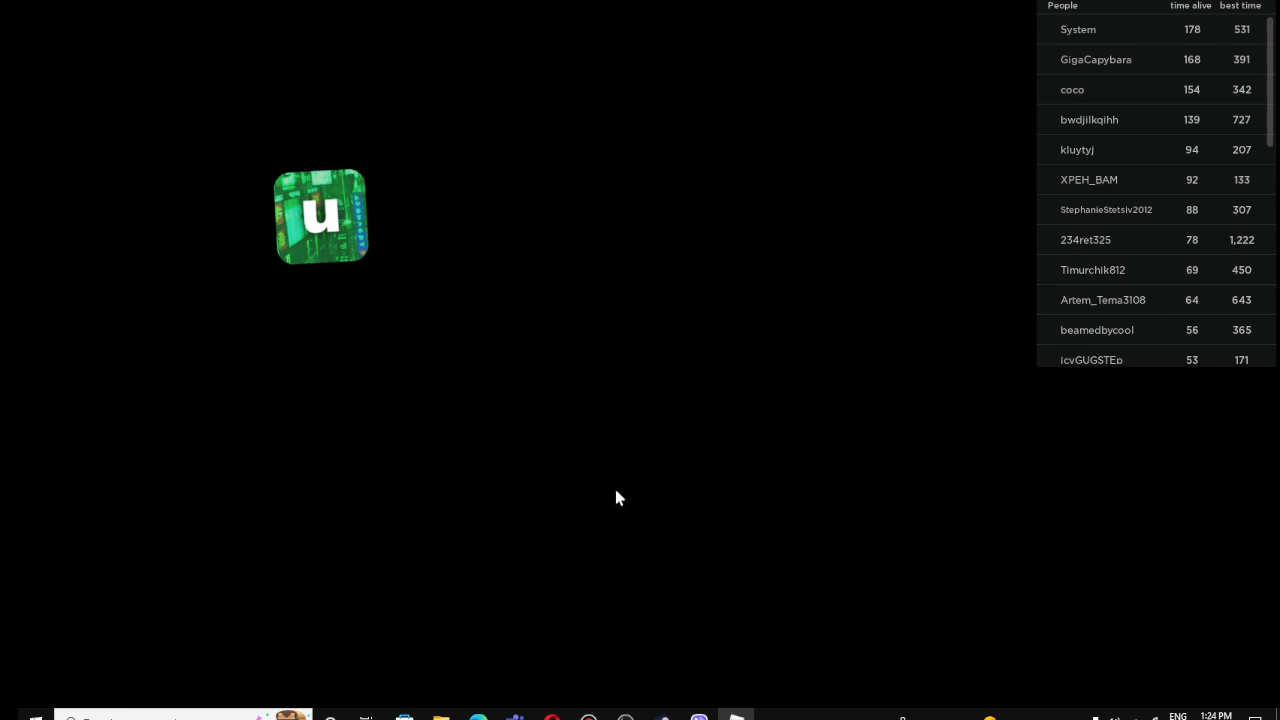 People time alive best time
System 178 531
GigaCapybara 168 391
coco 154 342
bwdjilkqihh 139 727
kluytyj 94 207
XPEH_BAM 92 133
StephanieStetsiv2012 88 307
234ret325 78 1,222
Timurchik812 69 450
Artem_Tema3108 64 643
beamedbycool 56 365
icvGUGSTEp 53 171
u
ENG 1:24 PM